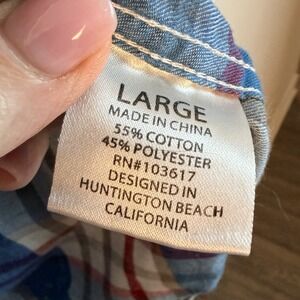 LARGE
MADE IN CHINA
55% COTTON
45% POLYESTER
RN#103617
DESIGNED IN
HUNTINGTON BEACH
CALIFORNIA